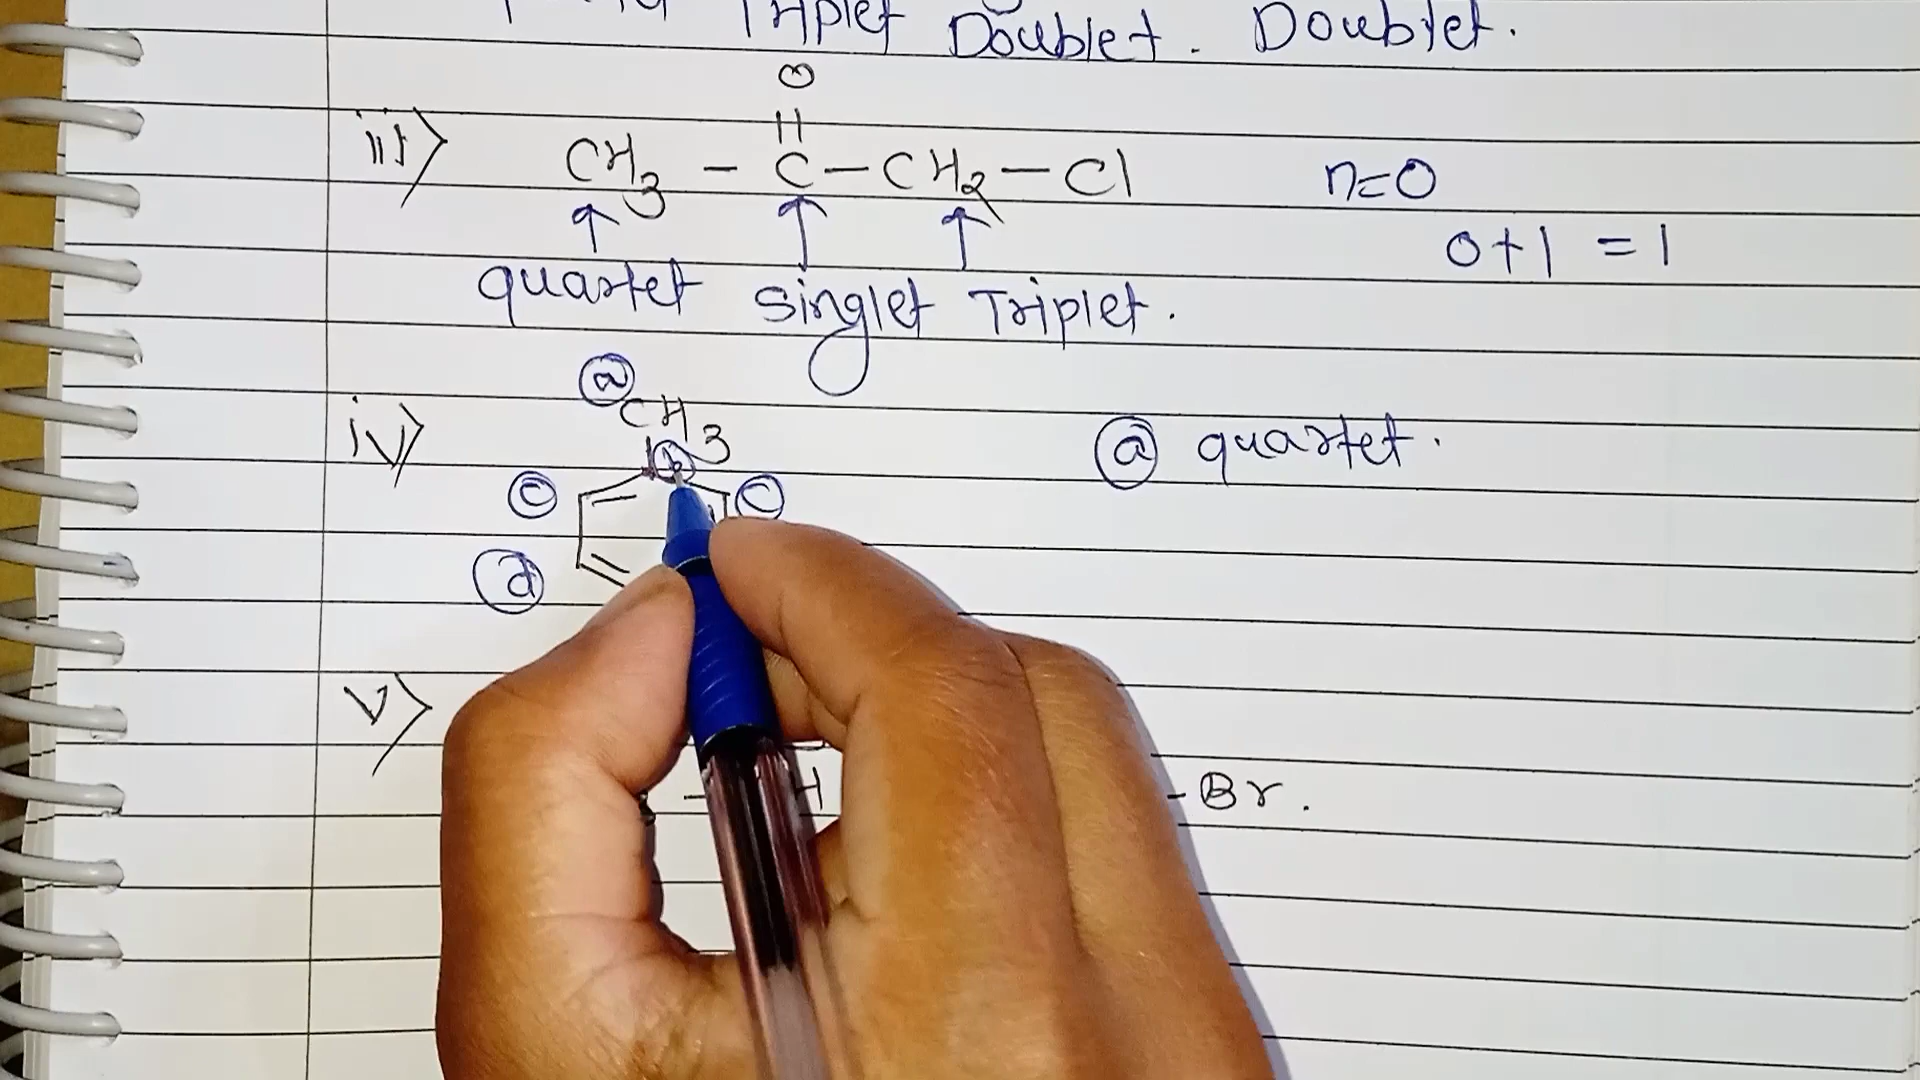 Triplet Doublet. Doublet.
O
||
iii) CH3 - C - CH2 - Cl n=0
↑ ↑ ↑ 0+1 = 1
quartet singlet Triplet.
ⓐ
iv) CH3 ⓐ quartet.
ⓑ
ⓒ ⓒ
ⓓ
v)
- H - Br.